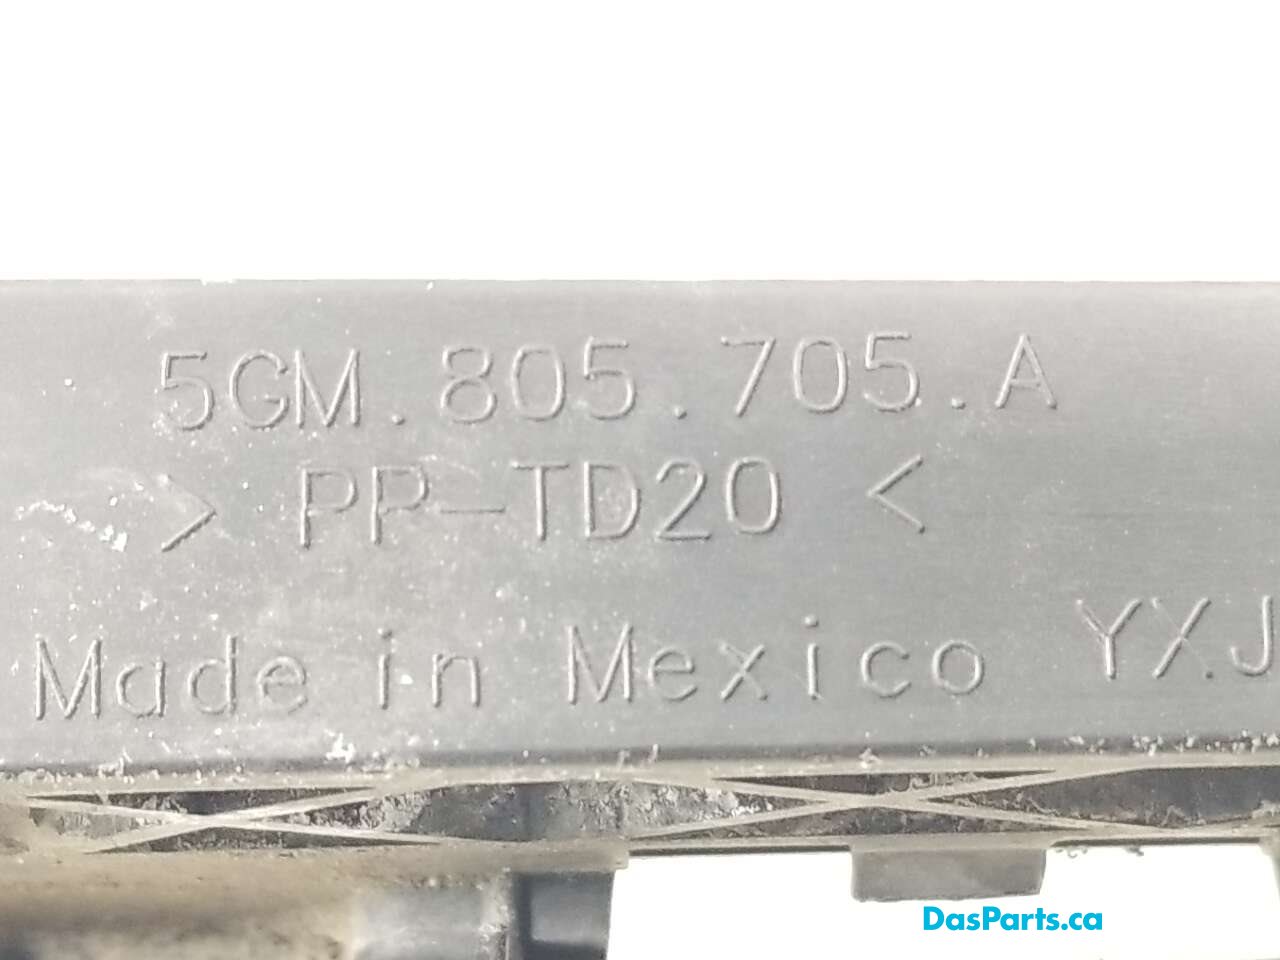 5GM.805.705.A
> PP-TD20 <
Made in Mexico YXJ
DasParts.ca